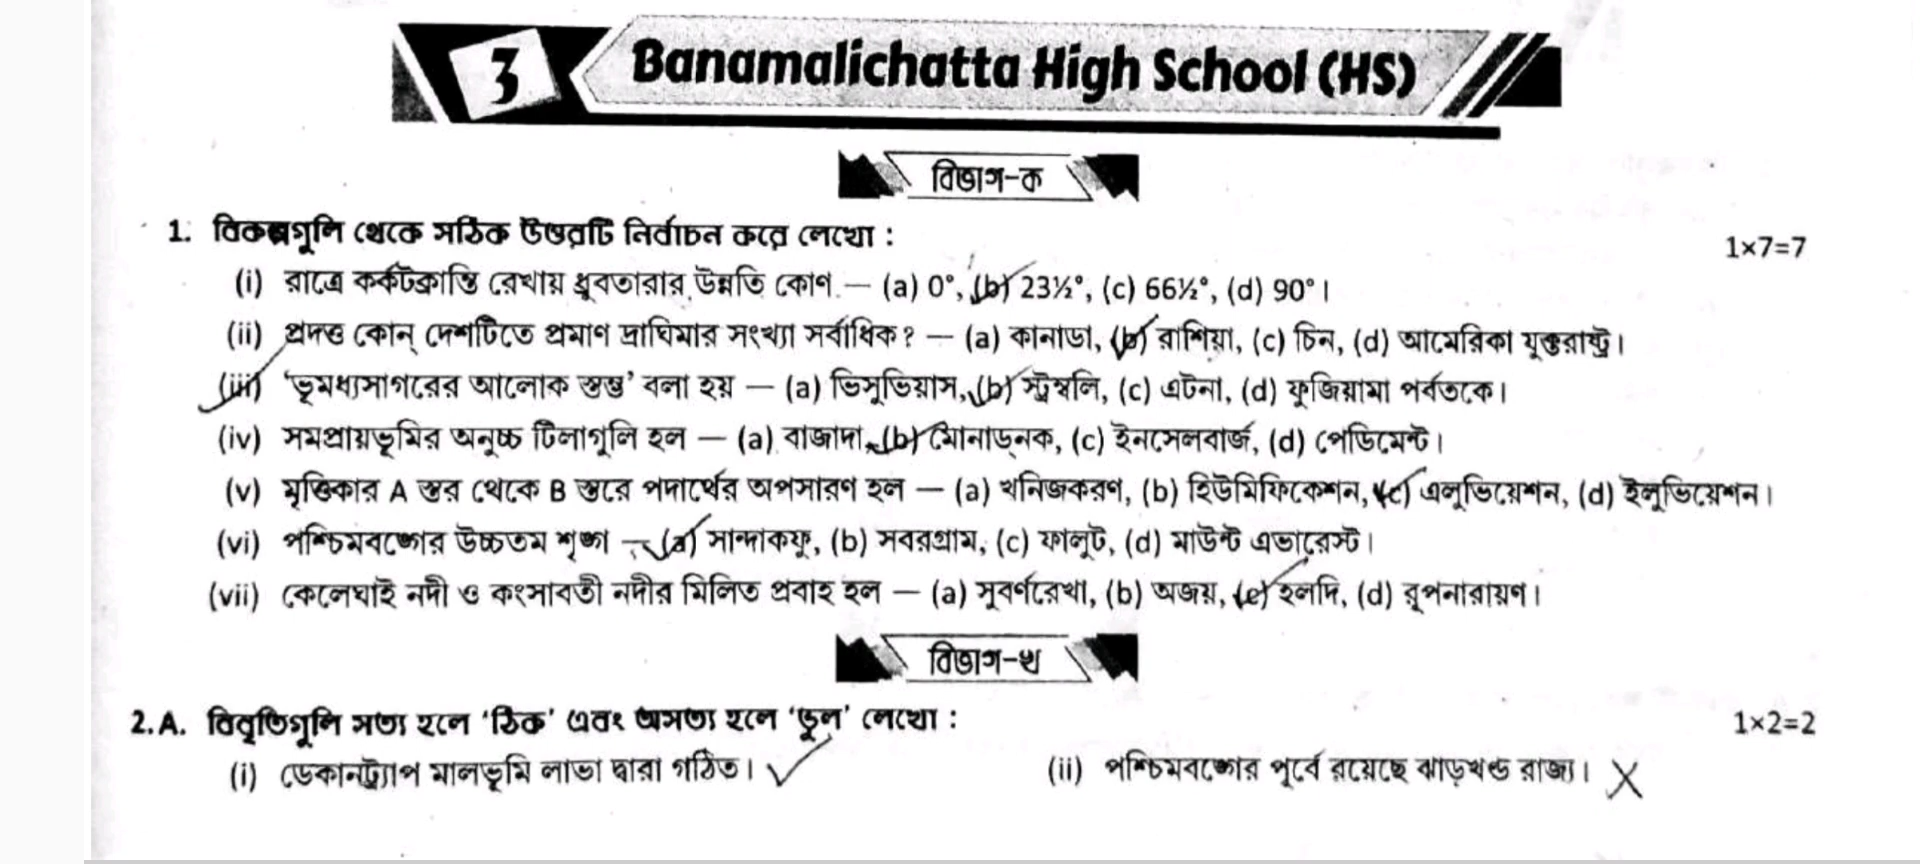 3 Banamalichatta High School (HS)
বিভাগ-ক
1. বিকল্পগুলি থেকে সঠিক উত্তরটি নির্বাচন করে লেখো : 1×7=7
(i) রাত্রে কর্কটক্রান্তি রেখায় ধ্রুবতারার উন্নতি কোণ — (a) 0°, (b) 23½°, (c) 66½°, (d) 90°।
(ii) প্রদত্ত কোন্ দেশটিতে প্রমাণ দ্রাঘিমার সংখ্যা সর্বাধিক? — (a) কানাডা, (b) রাশিয়া, (c) চিন, (d) আমেরিকা যুক্তরাষ্ট্র।
(iii) ‘ভূমধ্যসাগরের আলোক স্তম্ভ’ বলা হয় — (a) ভিসুভিয়াস, (b) স্ট্রম্বলি, (c) এটনা, (d) ফুজিয়ামা পর্বতকে।
(iv) সমপ্রায়ভূমির অনুচ্চ টিলাগুলি হল — (a) বাজাদা, (b) মোনাড্‌নক, (c) ইনসেলবার্জ, (d) পেডিমেন্ট।
(v) মৃত্তিকার A স্তর থেকে B স্তরে পদার্থের অপসারণ হল — (a) খনিজকরণ, (b) হিউমিফিকেশন, (c) এলুভিয়েশন, (d) ইলুভিয়েশন।
(vi) পশ্চিমবঙ্গের উচ্চতম শৃঙ্গ — (a) সান্দাকফু, (b) সবরগ্রাম, (c) ফালুট, (d) মাউন্ট এভারেস্ট।
(vii) কেলেঘাই নদী ও কংসাবতী নদীর মিলিত প্রবাহ হল — (a) সুবর্ণরেখা, (b) অজয়, (c) হলদি, (d) রূপনারায়ণ।
বিভাগ-খ
2.A. বিবৃতিগুলি সত্য হলে ‘ঠিক’ এবং অসত্য হলে ‘ভুল’ লেখো : 1×2=2
(i) ডেকানট্র্যাপ মালভূমি লাভা দ্বারা গঠিত। ✓ (ii) পশ্চিমবঙ্গের পূর্বে রয়েছে ঝাড়খণ্ড রাজ্য। X